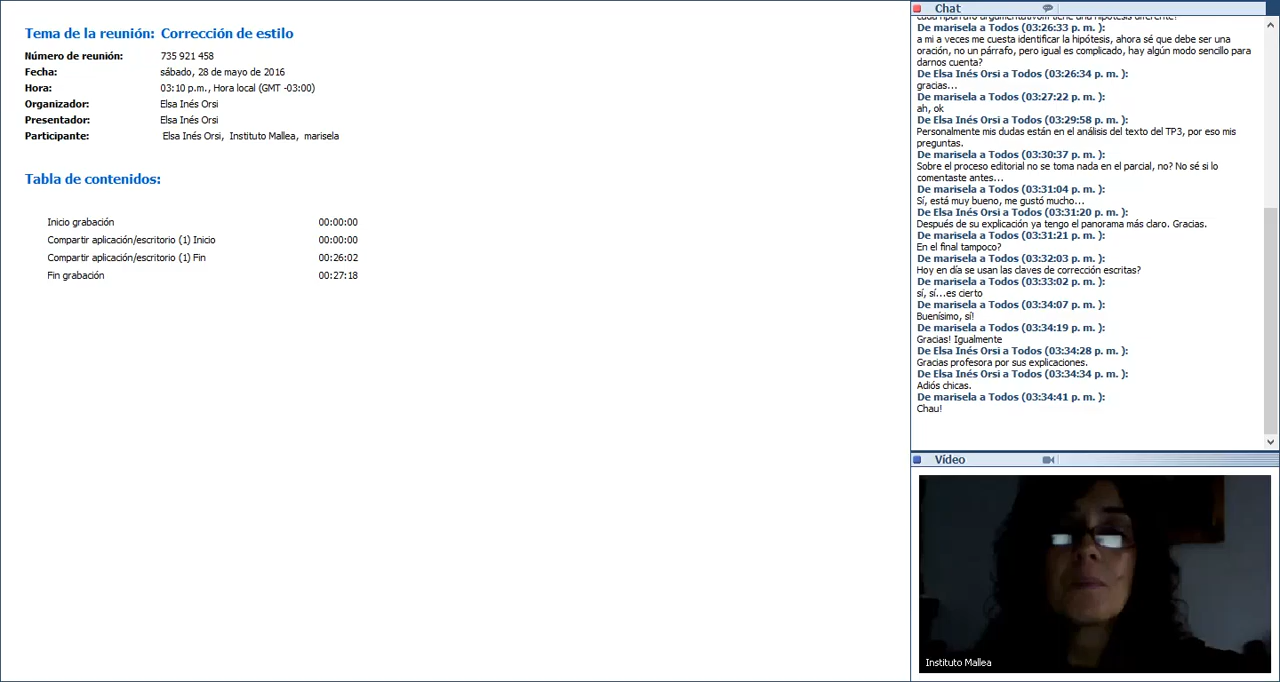 Tema de la reunión: Corrección de estilo
Número de reunión: 735 921 458
Fecha: sábado, 28 de mayo de 2016
Hora: 03:10 p.m., Hora local (GMT -03:00)
Organizador: Elsa Inés Orsi
Presentador: Elsa Inés Orsi
Participante: Elsa Inés Orsi, Instituto Mallea, marisela
Tabla de contenidos:
Inicio grabación 00:00:00
Compartir aplicación/escritorio (1) Inicio 00:00:00
Compartir aplicación/escritorio (1) Fin 00:26:02
Fin grabación 00:27:18
Chat
De marisela a Todos (03:26:33 p. m. ):
a mi a veces me cuesta identificar la hipótesis, ahora sé que debe ser una
oración, no un párrafo, pero igual es complicado, hay algún modo sencillo para
darnos cuenta?
De Elsa Inés Orsi a Todos (03:26:34 p. m. ):
gracias...
De marisela a Todos (03:27:22 p. m. ):
ah, ok
De Elsa Inés Orsi a Todos (03:29:58 p. m. ):
Personalmente mis dudas están en el análisis del texto del TP3, por eso mis
preguntas.
De marisela a Todos (03:30:37 p. m. ):
Sobre el proceso editorial no se toma nada en el parcial, no? No sé si lo
comentaste antes...
De marisela a Todos (03:31:04 p. m. ):
Sí, está muy bueno, me gustó mucho...
De Elsa Inés Orsi a Todos (03:31:20 p. m. ):
Después de su explicación ya tengo el panorama más claro. Gracias.
De marisela a Todos (03:31:21 p. m. ):
En el final tampoco?
De marisela a Todos (03:32:03 p. m. ):
Hoy en día se usan las claves de corrección escritas?
De marisela a Todos (03:33:02 p. m. ):
sí, sí...es cierto
De marisela a Todos (03:34:07 p. m. ):
Buenísimo, sí!
De marisela a Todos (03:34:19 p. m. ):
Gracias! Igualmente
De Elsa Inés Orsi a Todos (03:34:28 p. m. ):
Gracias profesora por sus explicaciones.
De Elsa Inés Orsi a Todos (03:34:34 p. m. ):
Adiós chicas.
De marisela a Todos (03:34:41 p. m. ):
Chau!
Vídeo
Instituto Mallea